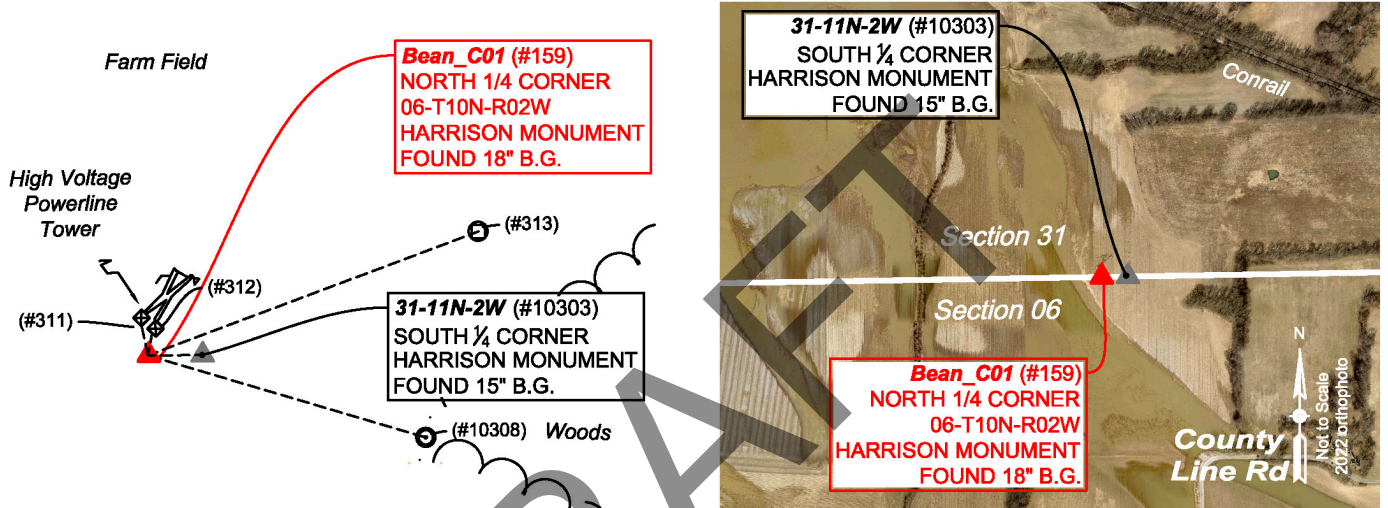 Farm Field
Bean_C01 (#159)
NORTH 1/4 CORNER
06-T10N-R02W
HARRISON MONUMENT
FOUND 18" B.G.
High Voltage
Powerline
Tower
(#313)
(#312)
(#311)
31-11N-2W (#10303)
SOUTH ¼ CORNER
HARRISON MONUMENT
FOUND 15" B.G.
(#10308)
Woods
31-11N-2W (#10303)
SOUTH ¼ CORNER
HARRISON MONUMENT
FOUND 15" B.G.
Conrail
Section 31
Section 06
Bean_C01 (#159)
NORTH 1/4 CORNER
06-T10N-R02W
HARRISON MONUMENT
FOUND 18" B.G.
N
Not to Scale
2022 orthophoto
County
Line Rd
DRAFT